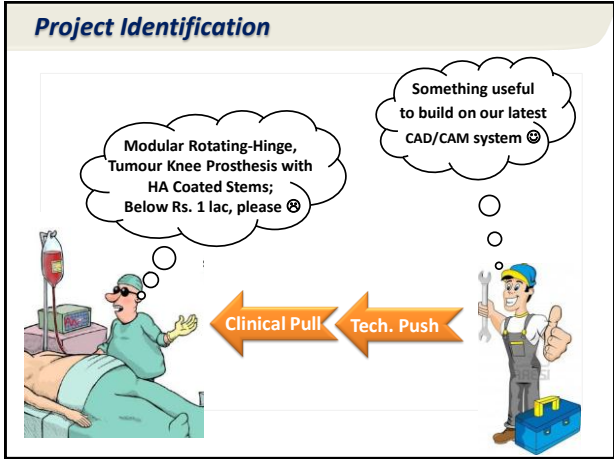 Project Identification
Something useful
to build on our latest
CAD/CAM system ☺
Modular Rotating-Hinge,
Tumour Knee Prosthesis with
HA Coated Stems;
Below Rs. 1 lac, please ☹
Clinical Pull
Tech. Push